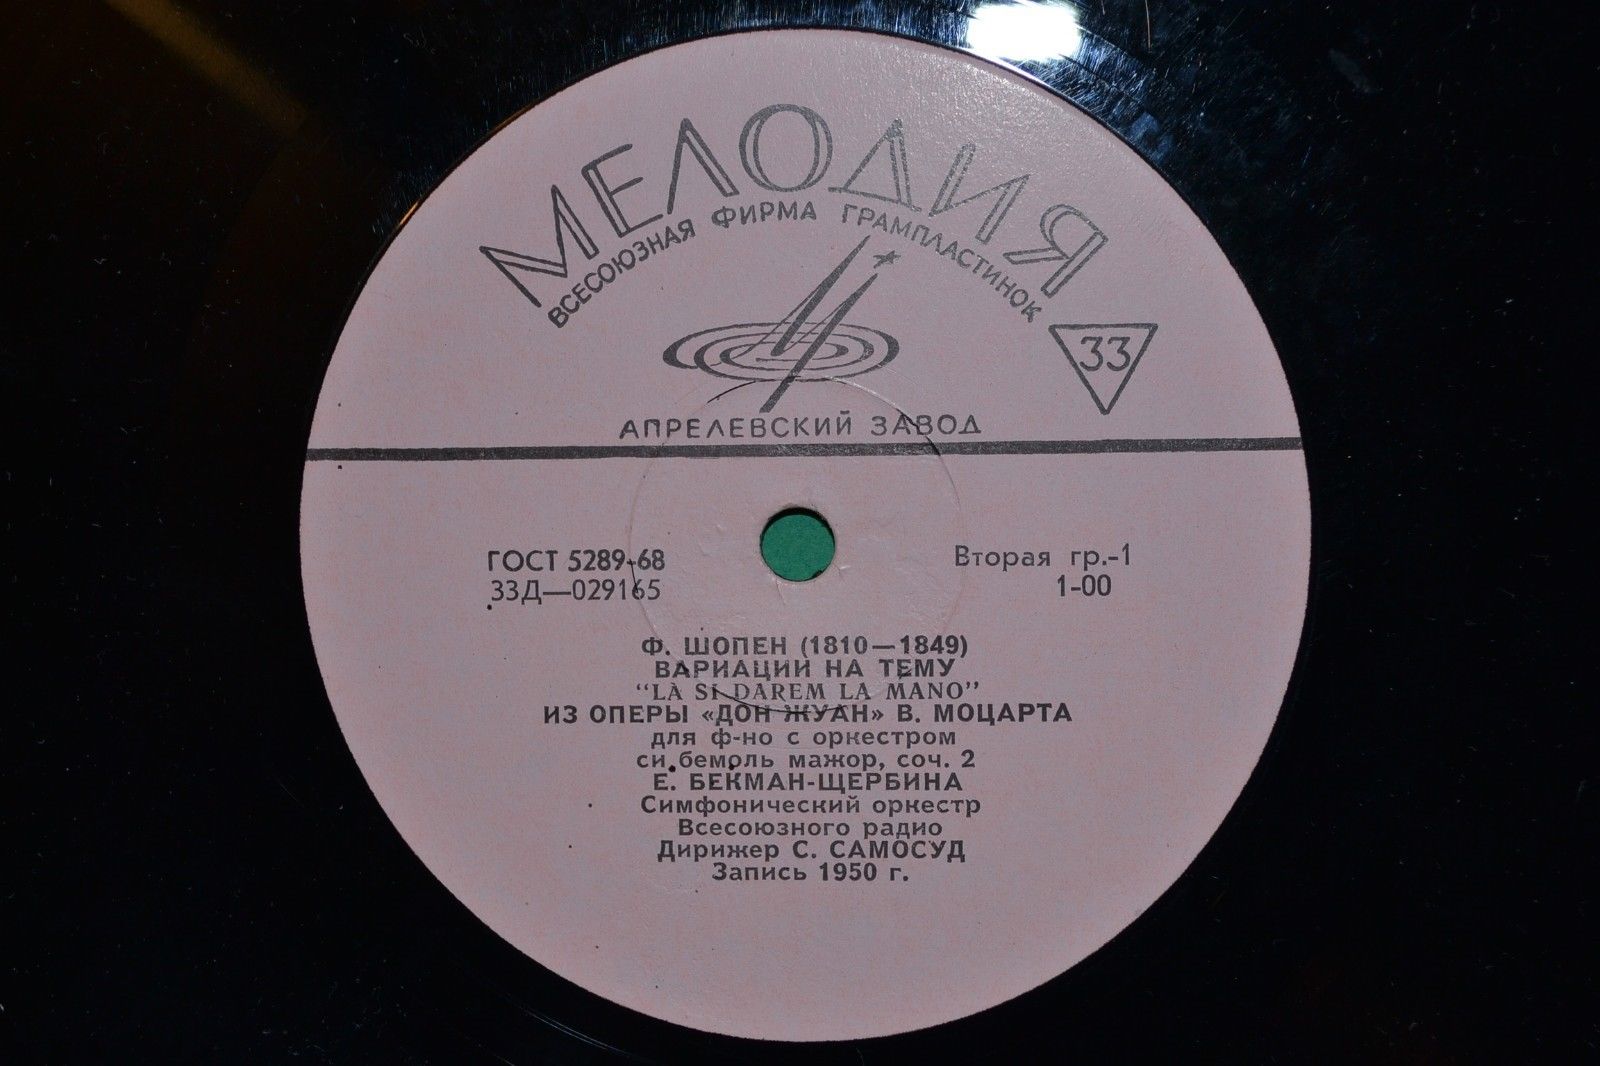 МЕЛОДИЯ
ВСЕСОЮЗНАЯ ФИРМА ГРАМПЛАСТИНОК
33
АПРЕЛЕВСКИЙ ЗАВОД
ГОСТ 5289-68
33Д—029165
Вторая гр.-1
1-00
Ф. ШОПЕН (1810—1849)
ВАРИАЦИИ НА ТЕМУ
“LÀ SI DAREM LA MANO”
ИЗ ОПЕРЫ «ДОН ЖУАН» В. МОЦАРТА
для ф-но с оркестром
си бемоль мажор, соч. 2
Е. БЕКМАН-ЩЕРБИНА
Симфонический оркестр
Всесоюзного радио
Дирижер С. САМОСУД
Запись 1950 г.